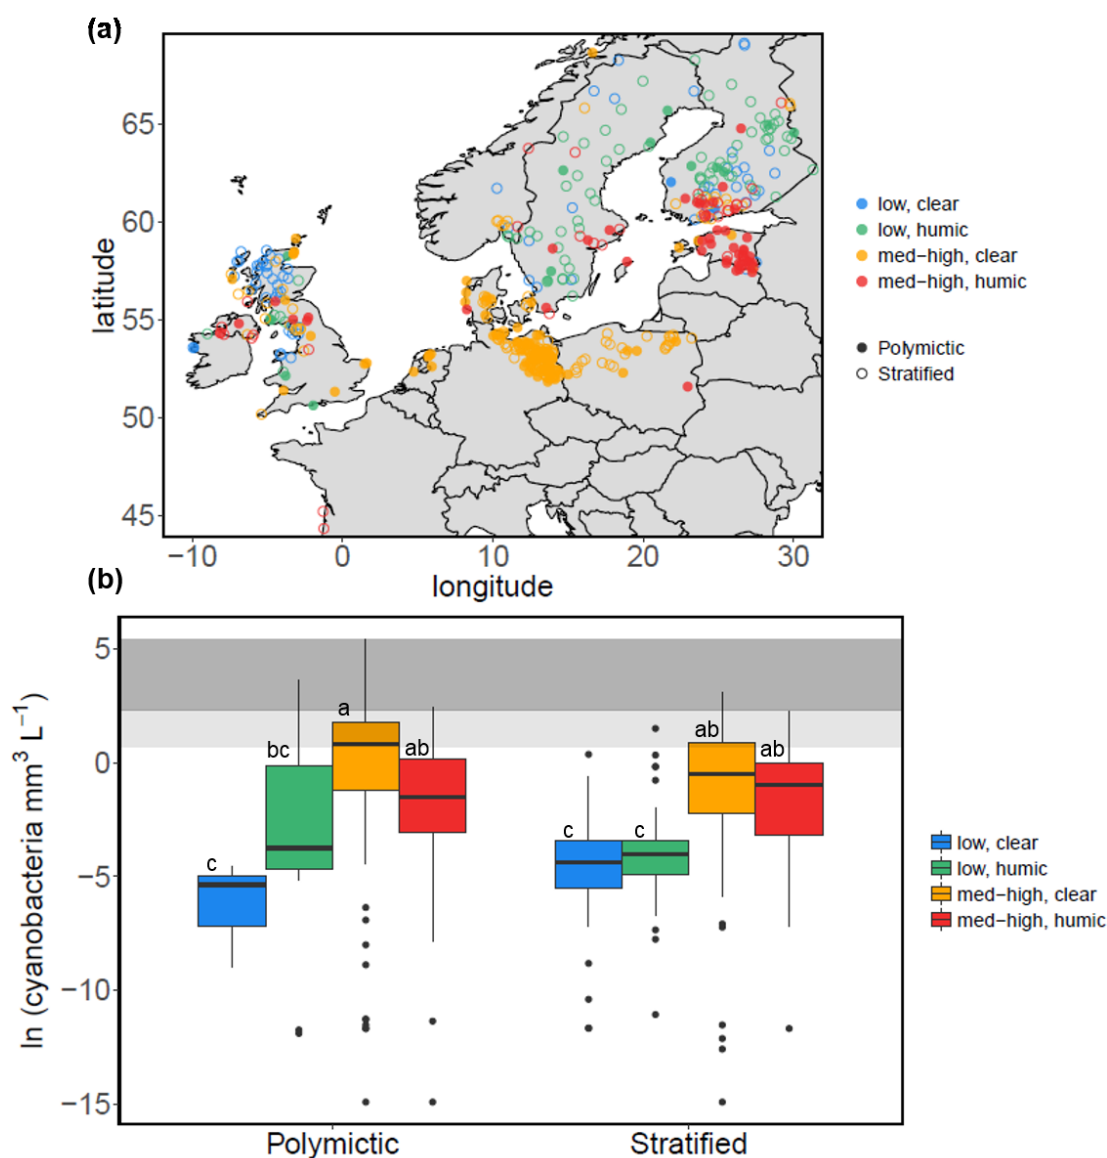 (a)
latitude
65
60
55
50
45
−10
0
10
20
30
longitude
low, clear
low, humic
med−high, clear
med−high, humic
Polymictic
Stratified
(b)
ln (cyanobacteria mm³ L⁻¹)
5
0
−5
−10
−15
c
bc
a
ab
c
c
ab
ab
Polymictic
Stratified
low, clear
low, humic
med−high, clear
med−high, humic